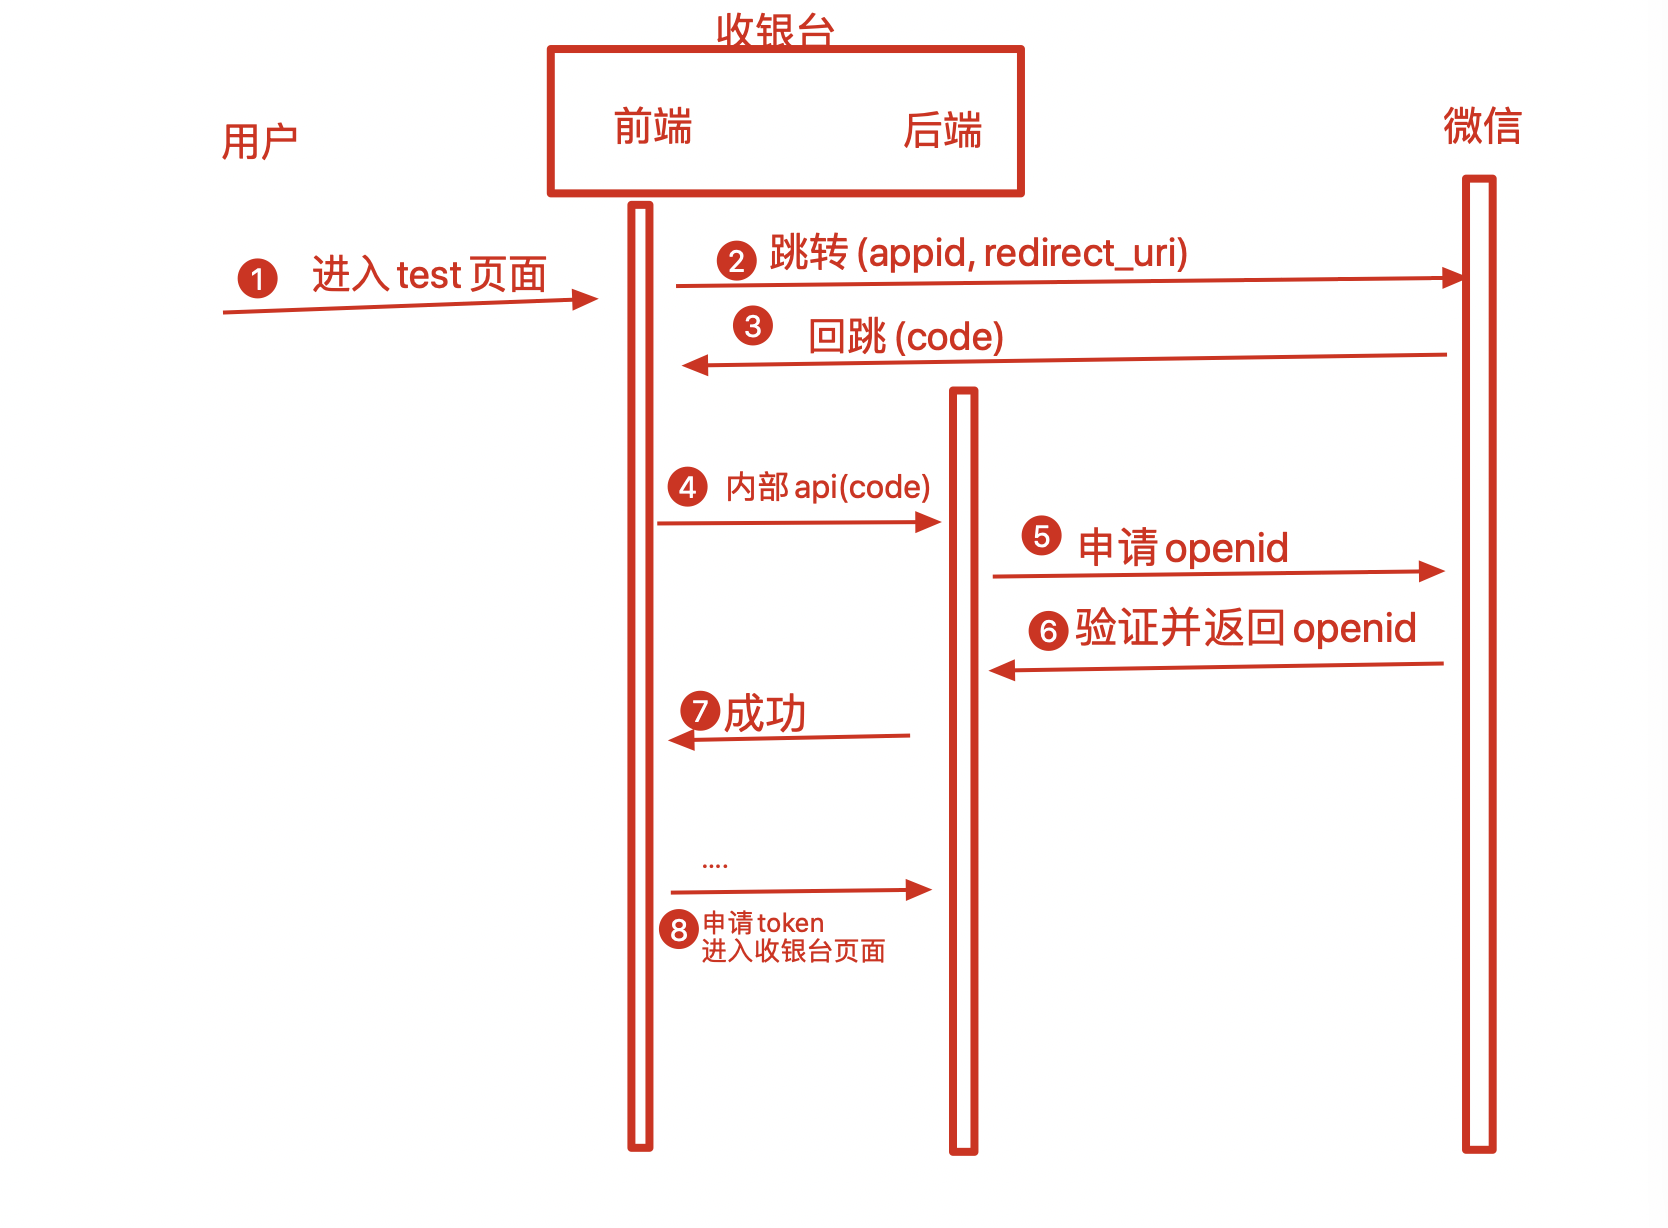 收银台
用户
前端
后端
微信
1 进入 test 页面
2 跳转 (appid, redirect_uri)
3 回跳 (code)
4 内部 api(code)
5 申请 openid
6 验证并返回 openid
7 成功
....
8 申请 token
进入收银台页面